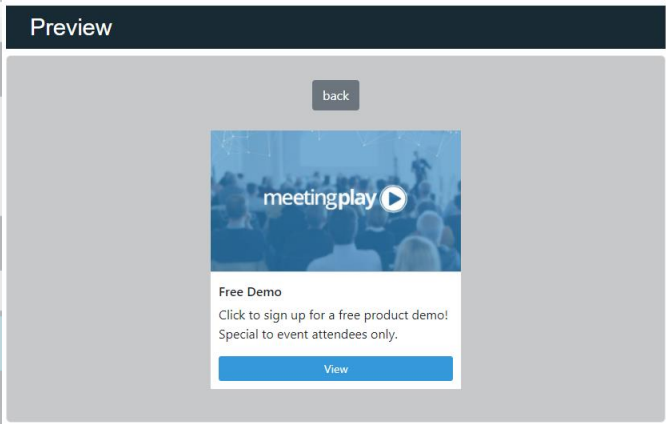 Preview
back
meetingplay
Free Demo
Click to sign up for a free product demo!
Special to event attendees only.
View